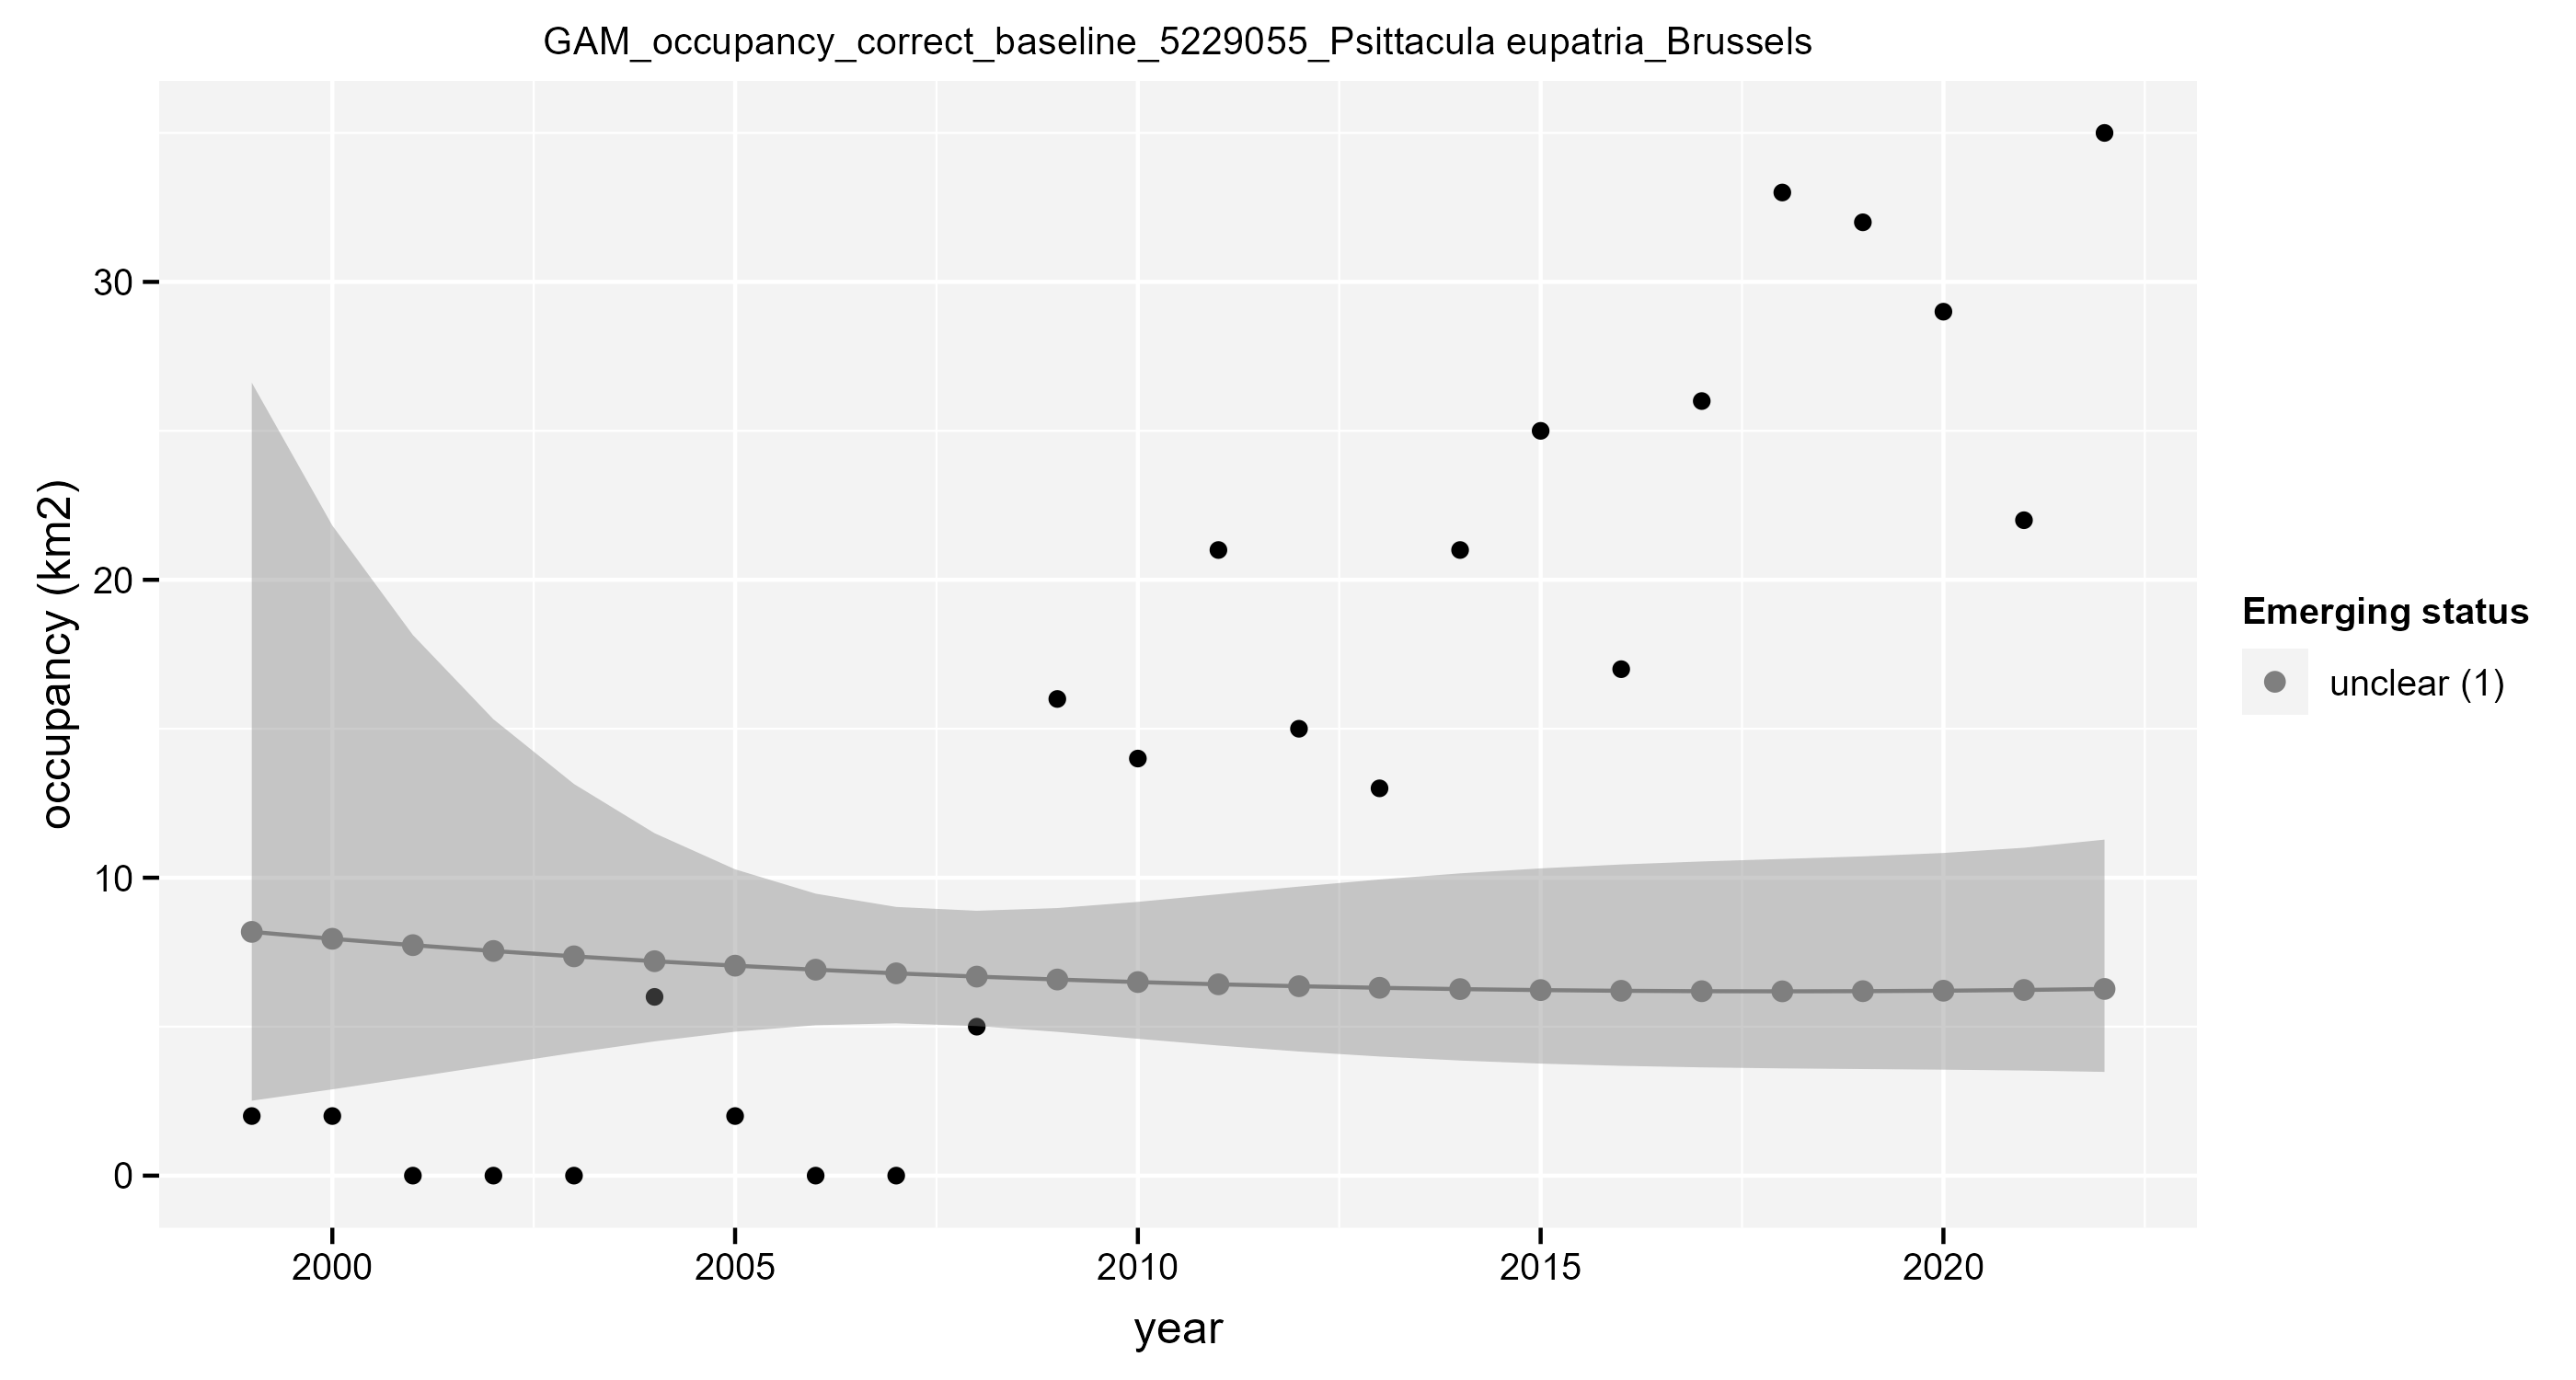 GAM_occupancy_correct_baseline_5229055_Psittacula eupatria_Brussels
occupancy (km2)
30
20
10
0
2000 2005 2010 2015 2020
year
Emerging status
unclear (1)